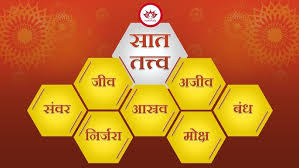 सात
तत्त्व
जीव
अजीव
संवर
आस्रव
बंध
निर्जरा
मोक्ष